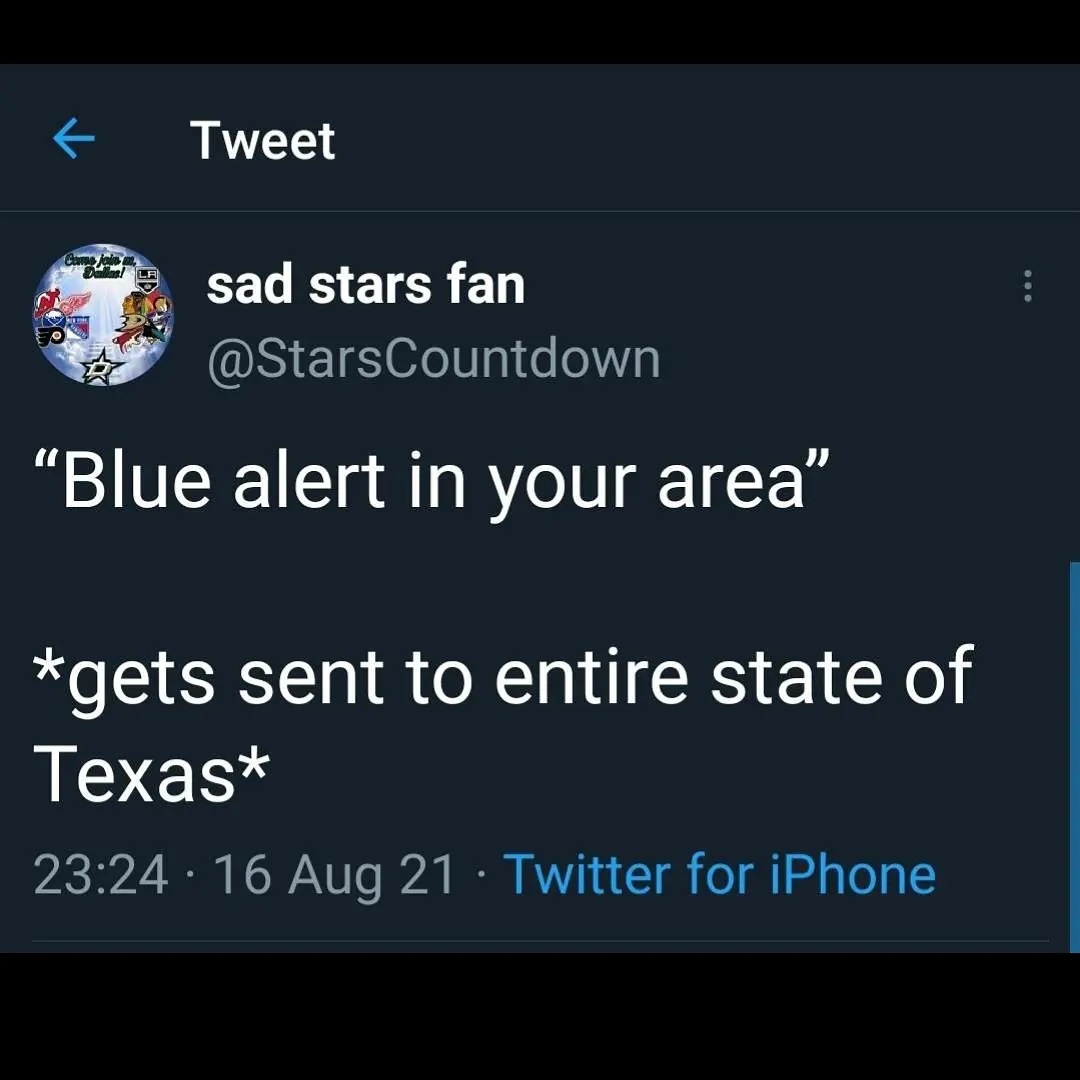 Tweet
Come join us,
Dallas!
LA
sad stars fan
@StarsCountdown
“Blue alert in your area”
*gets sent to entire state of
Texas*
23:24 · 16 Aug 21 · Twitter for iPhone